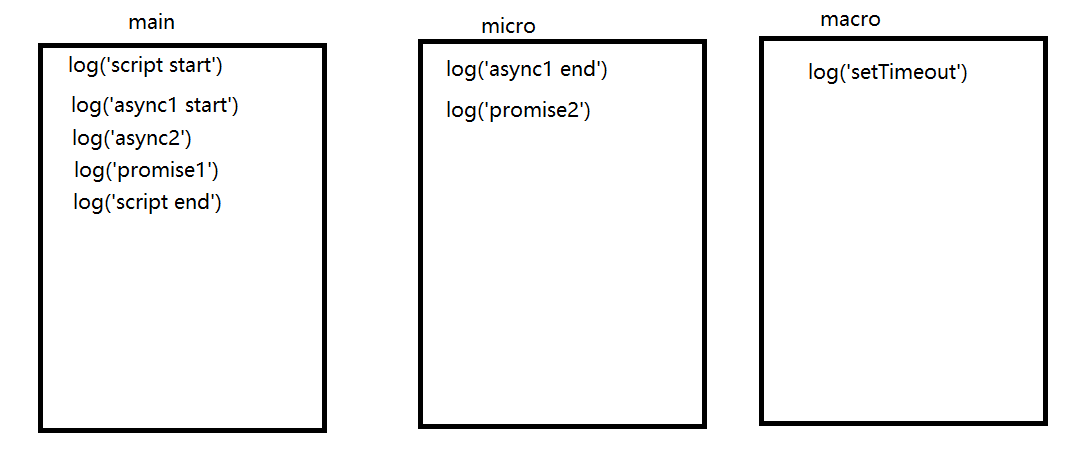 main
log('script start')
log('async1 start')
log('async2')
log('promise1')
log('script end')
micro
log('async1 end')
log('promise2')
macro
log('setTimeout')